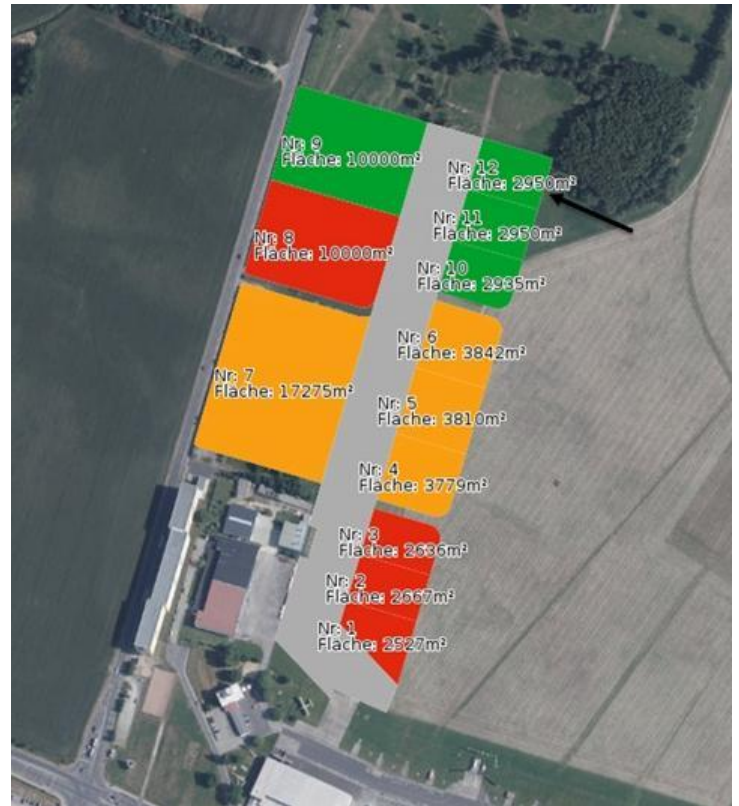 Nr: 9
Fläche: 10000m²
Nr: 12
Fläche: 2950m²
Nr: 11
Fläche: 2950m²
Nr: 8
Fläche: 10000m²
Nr: 10
Fläche: 2935m²
Nr: 6
Fläche: 3842m²
Nr: 7
Fläche: 17275m²
Nr: 5
Fläche: 3810m²
Nr: 4
Fläche: 3779m²
Nr: 3
Fläche: 2636m²
Nr: 2
Fläche: 2667m²
Nr: 1
Fläche: 2527m²